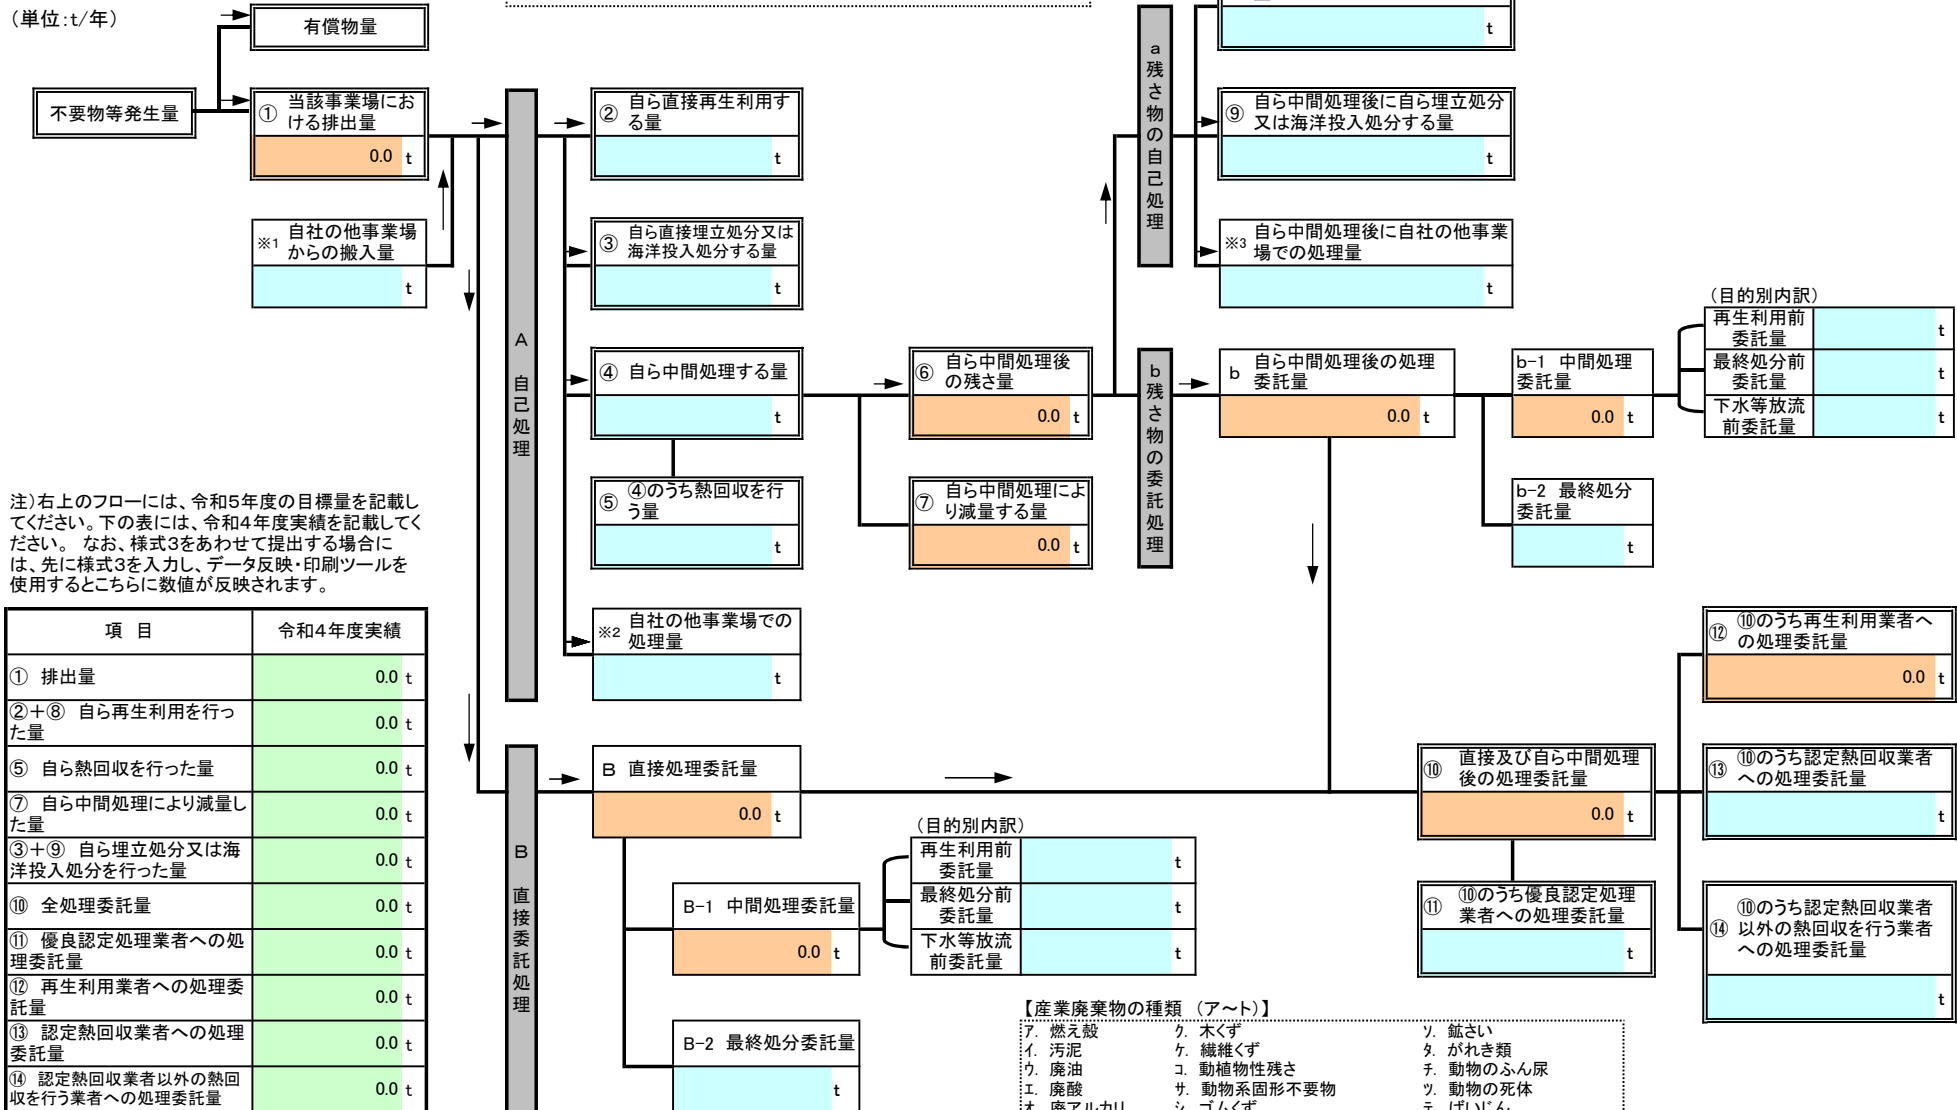 (単位:t/年)
有償物量
不要物等発生量
① 当該事業場にお
ける排出量
0.0 t
※1 自社の他事業場
からの搬入量
t
A 自己処理
② 自ら直接再生利用す
る量
t
③ 自ら直接埋立処分又は
海洋投入処分する量
t
④ 自ら中間処理する量
t
⑤ ④のうち熱回収を行
う量
t
※2 自社の他事業場での
処理量
t
⑥ 自ら中間処理後
の残さ量
0.0 t
⑦ 自ら中間処理によ
り減量する量
0.0 t
a 残さ物の自己処理
t
⑨ 自ら中間処理後に自ら埋立処分
又は海洋投入処分する量
t
※3 自ら中間処理後に自社の他事業
場での処理量
t
b 残さ物の委託処理
b 自ら中間処理後の処理
委託量
0.0 t
b-1 中間処理
委託量
0.0 t
(目的別内訳)
再生利用前
委託量
t
最終処分前
委託量
t
下水等放流
前委託量
t
b-2 最終処分
委託量
t
注)右上のフローには、令和5年度の目標量を記載し
てください。下の表には、令和4年度実績を記載してく
ださい。 なお、様式3をあわせて提出する場合に
は、先に様式3を入力し、データ反映・印刷ツールを
使用するとこちらに数値が反映されます。
項 目 令和4年度実績
① 排出量 0.0 t
②+⑧ 自ら再生利用を行っ
た量 0.0 t
⑤ 自ら熱回収を行った量 0.0 t
⑦ 自ら中間処理により減量し
た量 0.0 t
③+⑨ 自ら埋立処分又は海
洋投入処分を行った量 0.0 t
⑩ 全処理委託量 0.0 t
⑪ 優良認定処理業者への処
理委託量 0.0 t
⑫ 再生利用業者への処理委
託量 0.0 t
⑬ 認定熱回収業者への処理
委託量 0.0 t
⑭ 認定熱回収業者以外の熱回
収を行う業者への処理委託量 0.0 t
B 直接委託処理
B 直接処理委託量
0.0 t
B-1 中間処理委託量
0.0 t
(目的別内訳)
再生利用前
委託量
t
最終処分前
委託量
t
下水等放流
前委託量
t
B-2 最終処分委託量
t
⑩ 直接及び自ら中間処理
後の処理委託量
0.0 t
⑪ ⑩のうち優良認定処理
業者への処理委託量
t
⑫ ⑩のうち再生利用業者へ
の処理委託量
0.0 t
⑬ ⑩のうち認定熱回収業者
への処理委託量
t
⑭ ⑩のうち認定熱回収業者
以外の熱回収を行う業者
への処理委託量
t
【産業廃棄物の種類 (ア~ト)】
ア. 燃え殻 ク. 木くず ソ. 鉱さい
イ. 汚泥 ケ. 繊維くず タ. がれき類
ウ. 廃油 コ. 動植物性残さ チ. 動物のふん尿
エ. 廃酸 サ. 動物系固形不要物 ツ. 動物の死体
オ. 廃アルカリ シ. ゴムくず テ. ばいじん